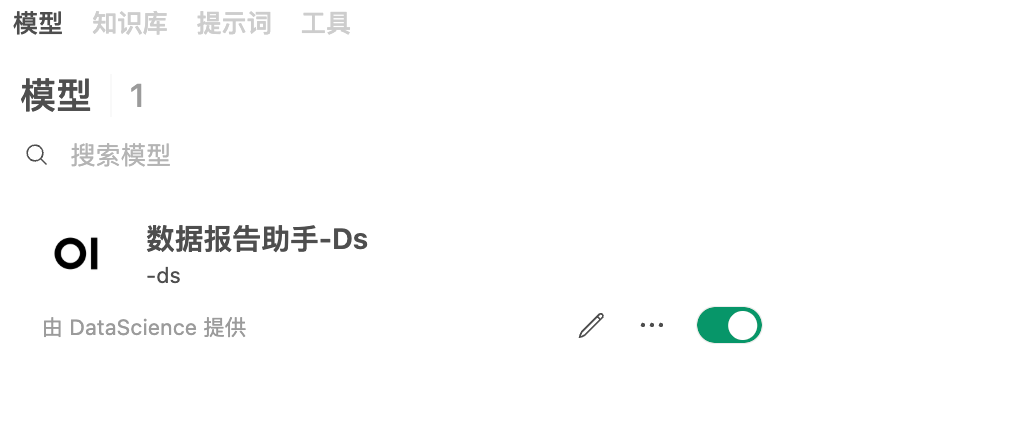 模型 知识库 提示词 工具
模型 1
搜索模型
OI
数据报告助手-Ds
-ds
由 DataScience 提供